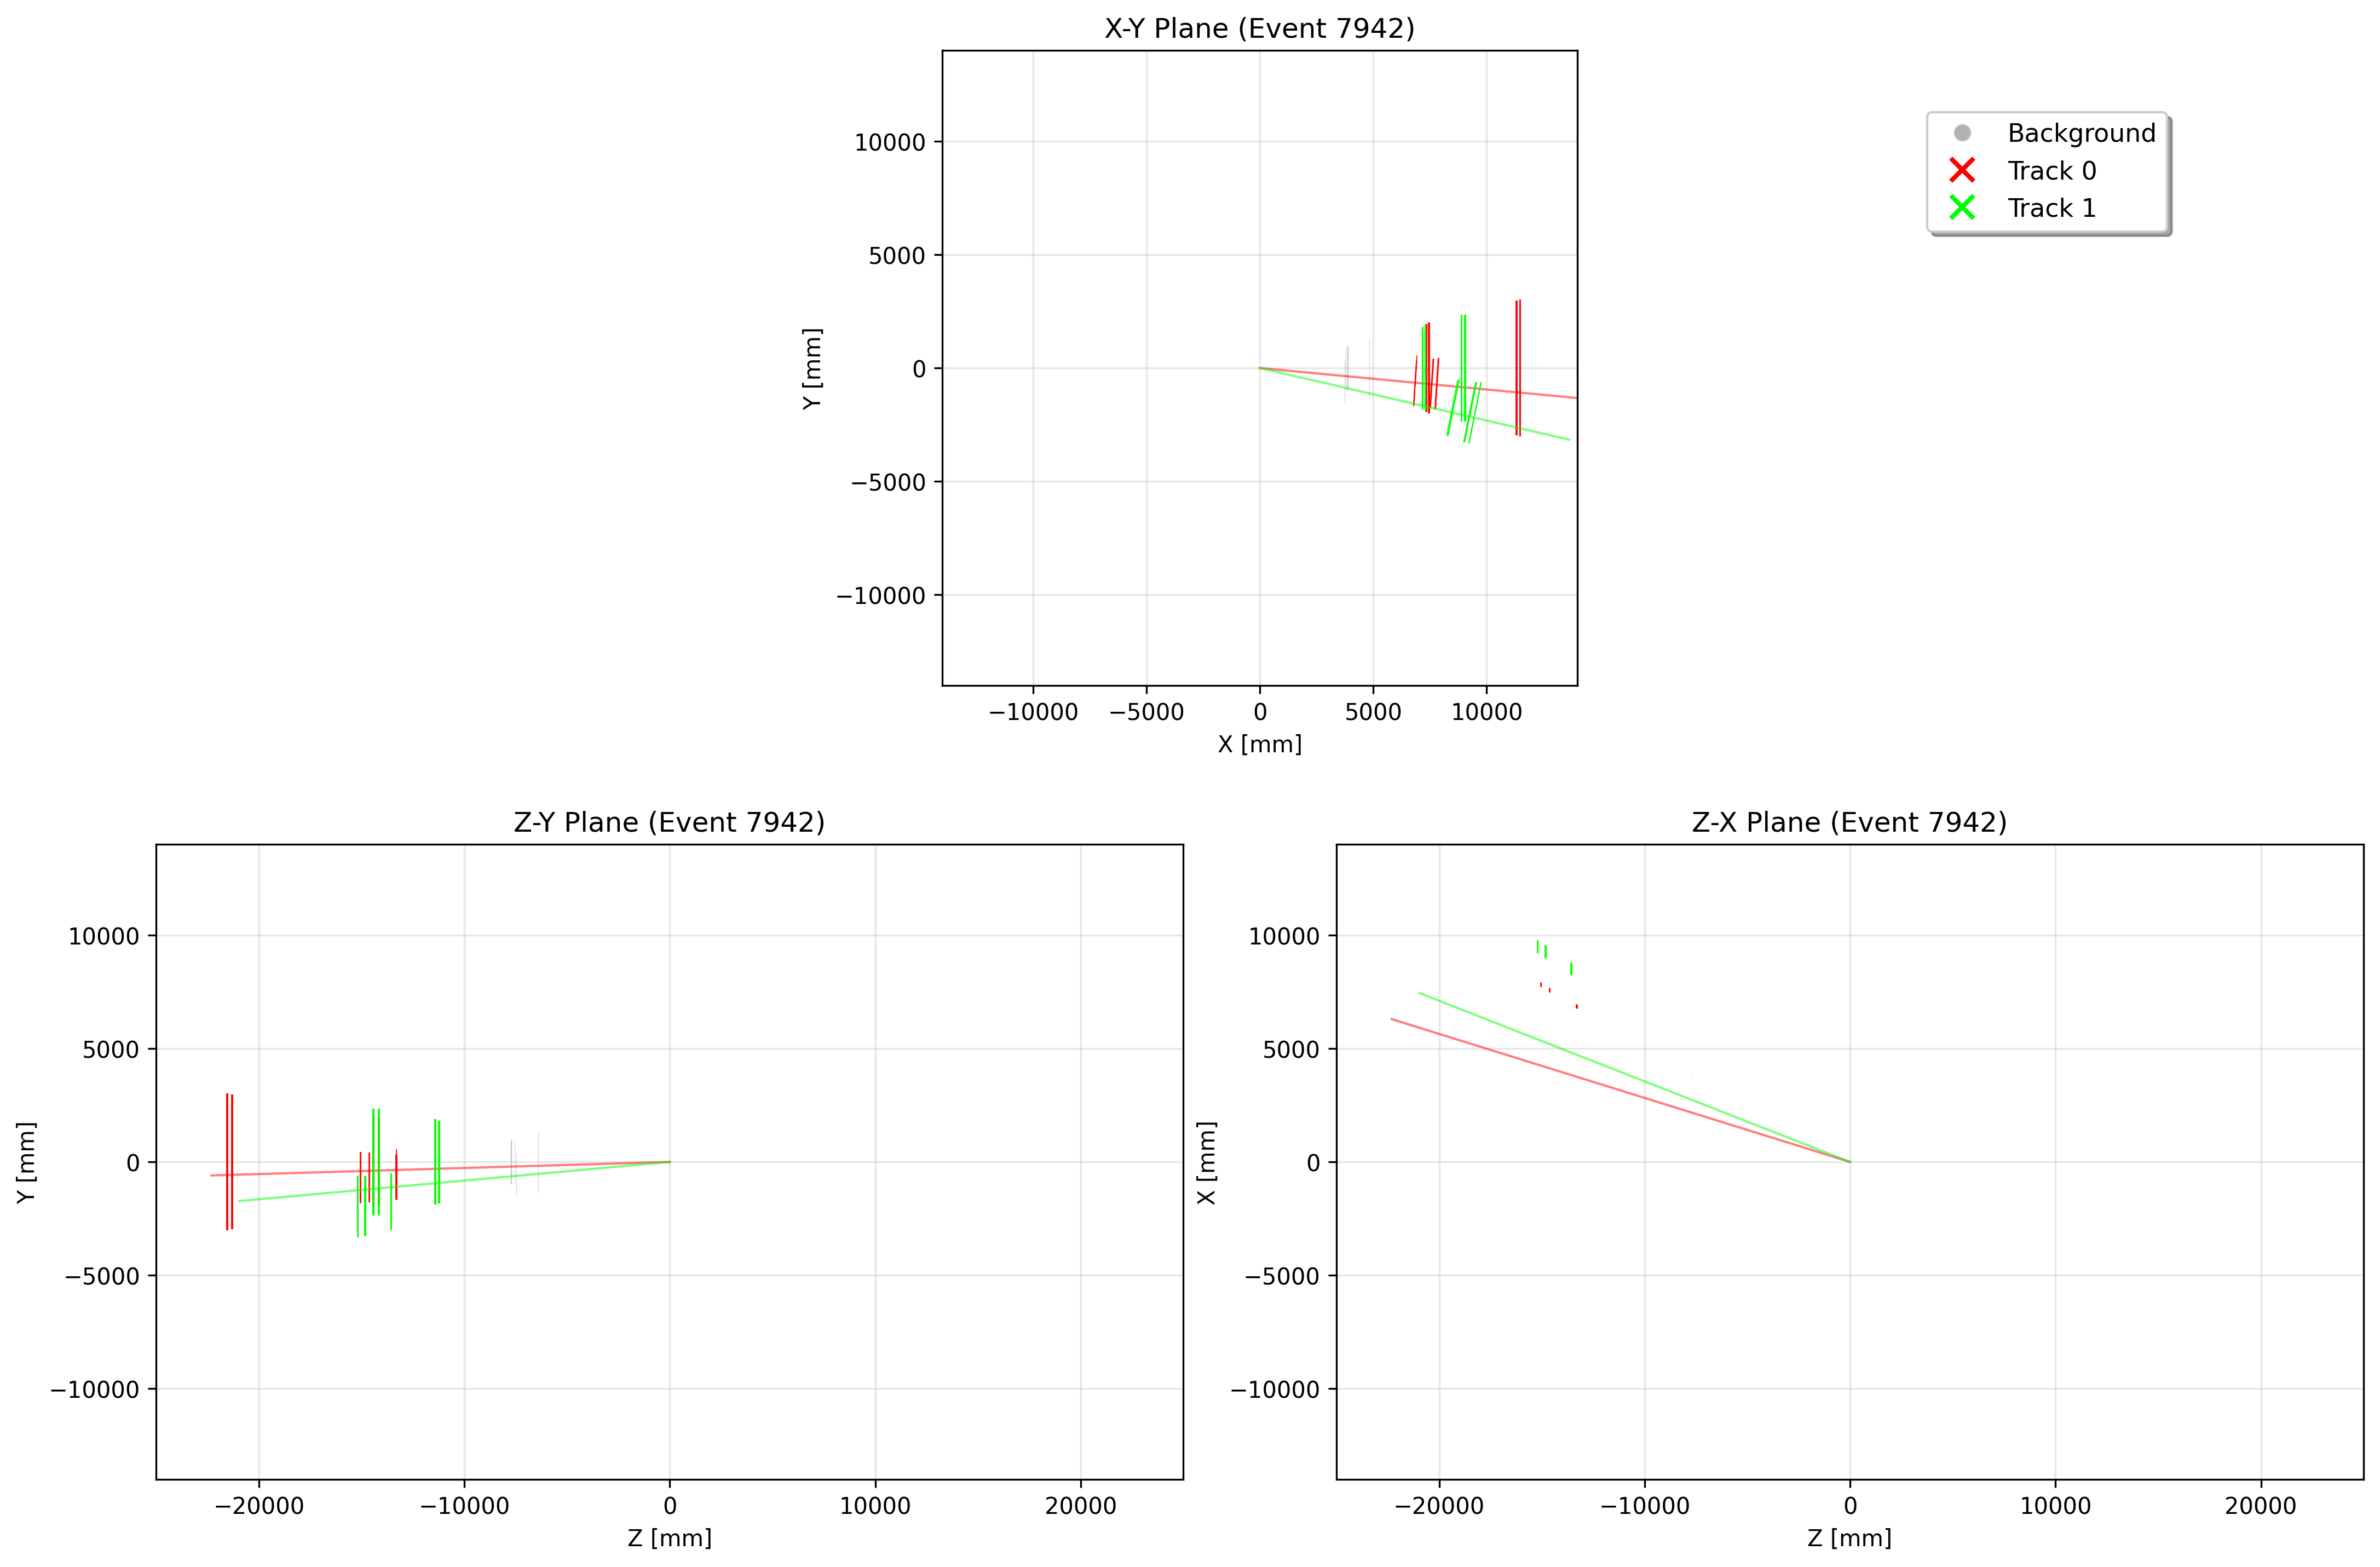 X-Y Plane (Event 7942)
Y [mm]
10000
5000
0
−5000
−10000
−10000 −5000 0 5000 10000
X [mm]
Background
Track 0
Track 1
Z-Y Plane (Event 7942)
Y [mm]
10000
5000
0
−5000
−10000
−20000 −10000 0 10000 20000
Z [mm]
Z-X Plane (Event 7942)
X [mm]
10000
5000
0
−5000
−10000
−20000 −10000 0 10000 20000
Z [mm]